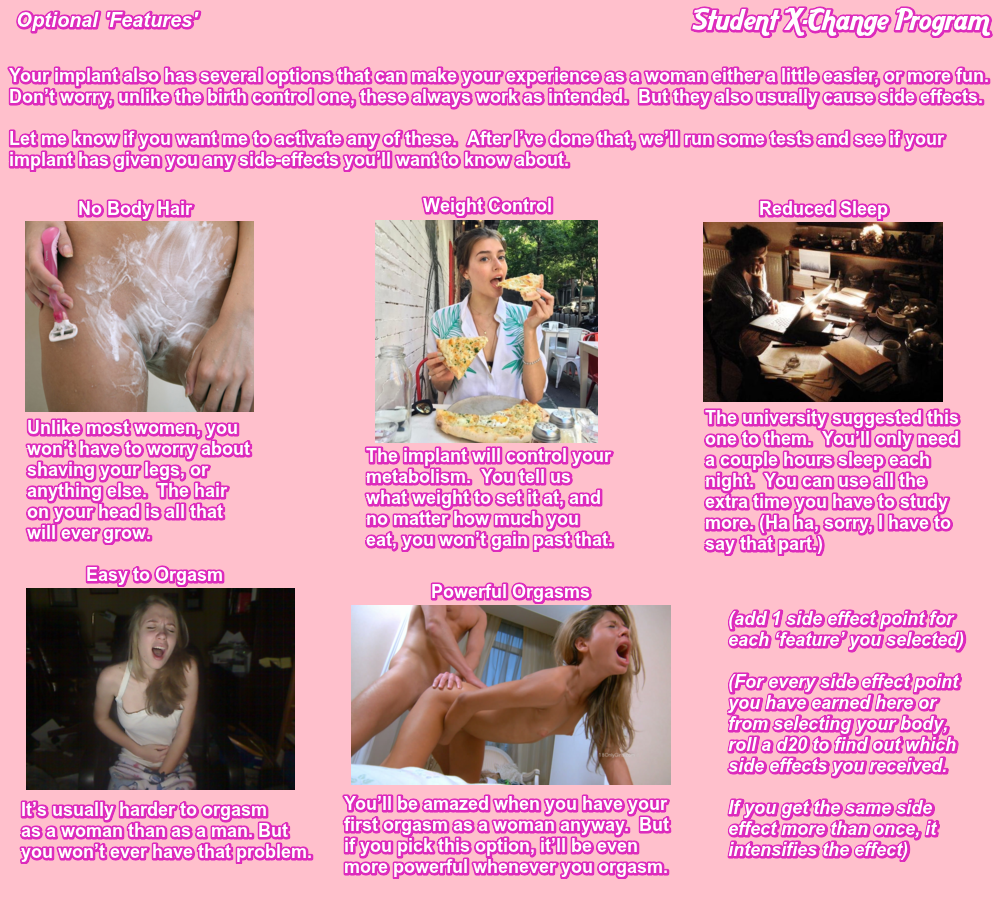 Optional 'Features'
Student X-Change Program
Your implant also has several options that can make your experience as a woman either a little easier, or more fun.
Don't worry, unlike the birth control one, these always work as intended.  But they also usually cause side effects.
Let me know if you want me to activate any of these.  After I've done that, we'll run some tests and see if your
implant has given you any side-effects you'll want to know about.
No Body Hair
Unlike most women, you
won't have to worry about
shaving your legs, or
anything else.  The hair
on your head is all that
will ever grow.
Weight Control
The implant will control your
metabolism.  You tell us
what weight to set it at, and
no matter how much you
eat, you won't gain past that.
Reduced Sleep
The university suggested this
one to them.  You'll only need
a couple hours sleep each
night.  You can use all the
extra time you have to study
more. (Ha ha, sorry, I have to
say that part.)
Easy to Orgasm
It's usually harder to orgasm
as a woman than as a man. But
you won't ever have that problem.
Powerful Orgasms
You'll be amazed when you have your
first orgasm as a woman anyway.  But
if you pick this option, it'll be even
more powerful whenever you orgasm.
(add 1 side effect point for
each 'feature' you selected)
(For every side effect point
you have earned here or
from selecting your body,
roll a d20 to find out which
side effects you received.
If you get the same side
effect more than once, it
intensifies the effect)